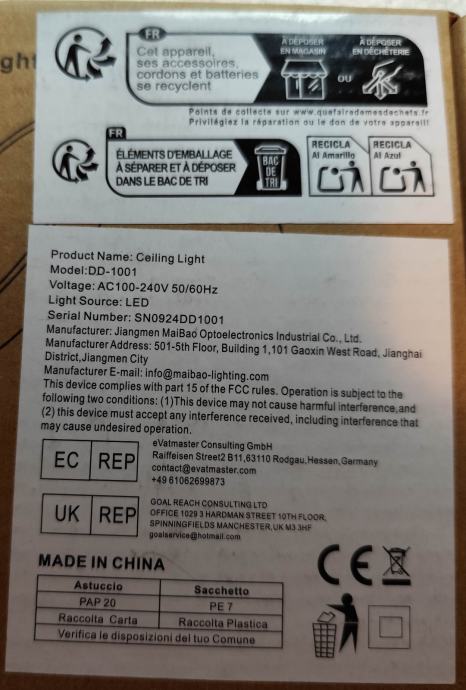 ght
FR
Cet appareil,
ses accessoires,
cordons et batteries
se recyclent
À DÉPOSER
EN MAGASIN
OU
À DÉPOSER
EN DÉCHÈTERIE
Points de collecte sur www.quefairedemesdechets.fr
Privilégiez la réparation ou le don de votre appareil!
FR
ÉLÉMENTS D'EMBALLAGE
À SÉPARER ET À DÉPOSER
DANS LE BAC DE TRI
BAC
DE
TRI
RECICLA
Al Amarillo
RECICLA
Al Azul
Product Name: Ceiling Light
Model:DD-1001
Voltage: AC100-240V 50/60Hz
Light Source: LED
Serial Number: SN0924DD1001
Manufacturer: Jiangmen MaiBao Optoelectronics Industrial Co., Ltd.
Manufacturer Address: 501-5th Floor, Building 1,101 Gaoxin West Road, Jianghai
District,Jiangmen City
Manufacturer E-mail: info@maibao-lighting.com
This device complies with part 15 of the FCC rules. Operation is subject to the
following two conditions: (1)This device may not cause harmful interference,and
(2) this device must accept any interference received, including interference that
may cause undesired operation.
EC REP
eVatmaster Consulting GmbH
Raiffeisen Street2 B11,63110 Rodgau,Hessen,Germany
contact@evatmaster.com
+49 61062699873
UK REP
GOAL REACH CONSULTING LTD
OFFICE 1029 3 HARDMAN STREET 10TH FLOOR,
SPINNINGFIELDS MANCHESTER,UK M3 3HF
goalservice@hotmail.com
MADE IN CHINA
CE
Astuccio Sacchetto
PAP 20 PE 7
Raccolta Carta Raccolta Plastica
Verifica le disposizioni del tuo Comune